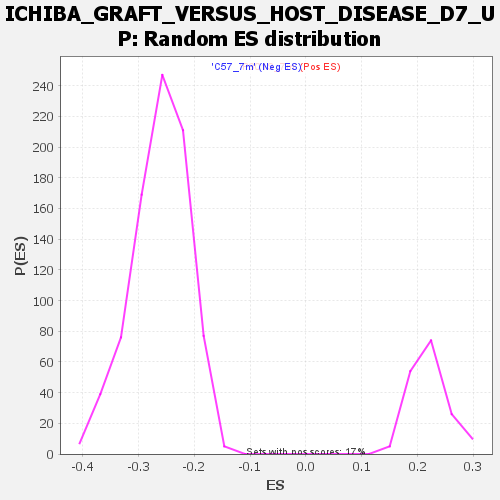 ICHIBA_GRAFT_VERSUS_HOST_DISEASE_D7_U
P: Random ES distribution
'C57_7m' (Neg ES)(Pos ES)
240
220
200
180
160
140
120
100
80
60
40
20
0
P(ES)
Sets with pos scores: 17%
-0.4 -0.3 -0.2 -0.1 0.0 0.1 0.2 0.3
ES